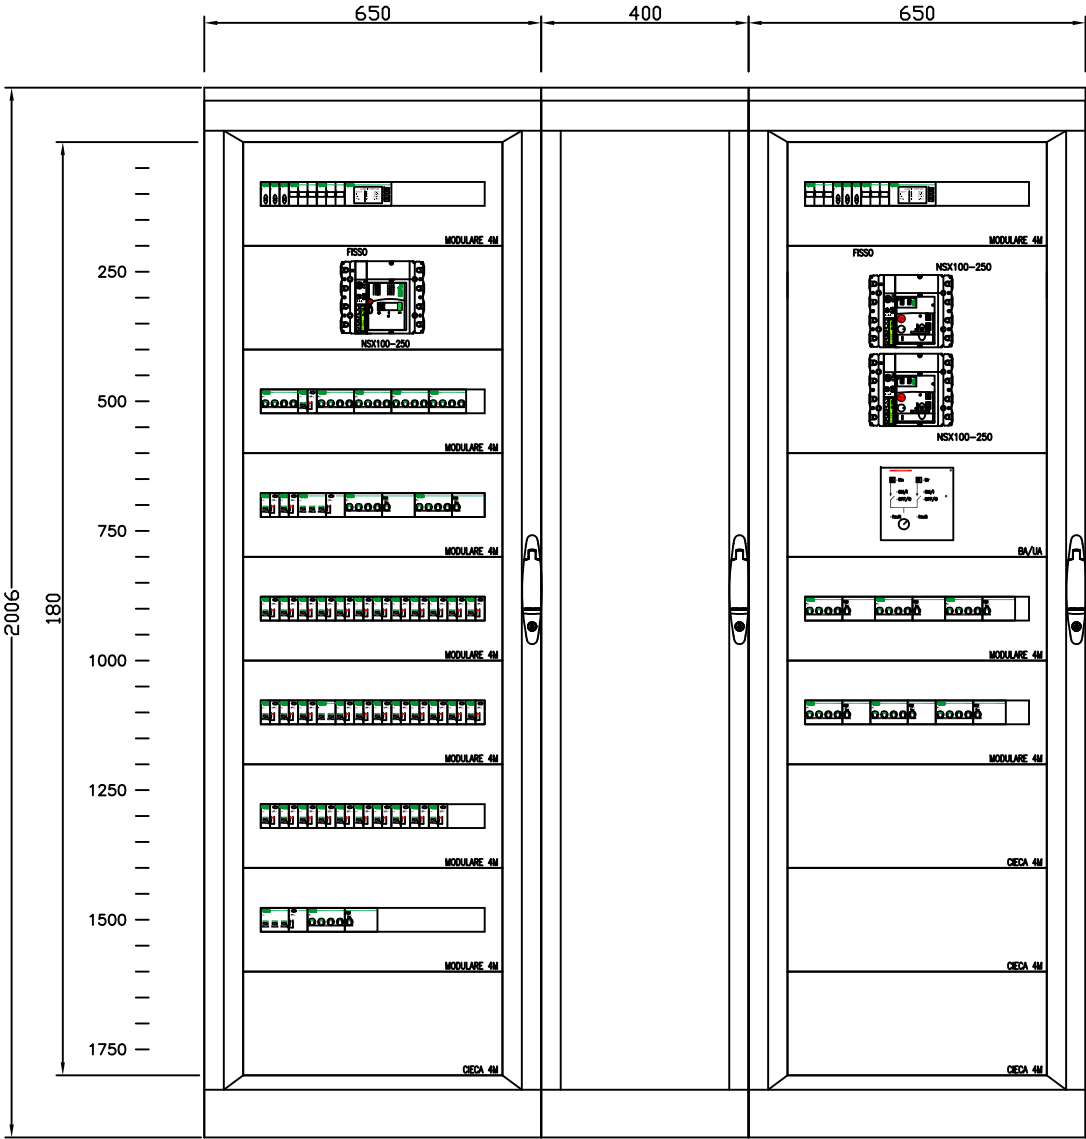 650 400 650
MODULARE 4M MODULARE 4M
FISSO FISSO
NSX100-250
250
NSX100-250
500
NSX100-250
MODULARE 4M
750
MODULARE 4M BA/UA
2006
180
1000
MODULARE 4M MODULARE 4M
1250
MODULARE 4M MODULARE 4M
MODULARE 4M CIECA 4M
1500
MODULARE 4M CIECA 4M
1750
CIECA 4M CIECA 4M